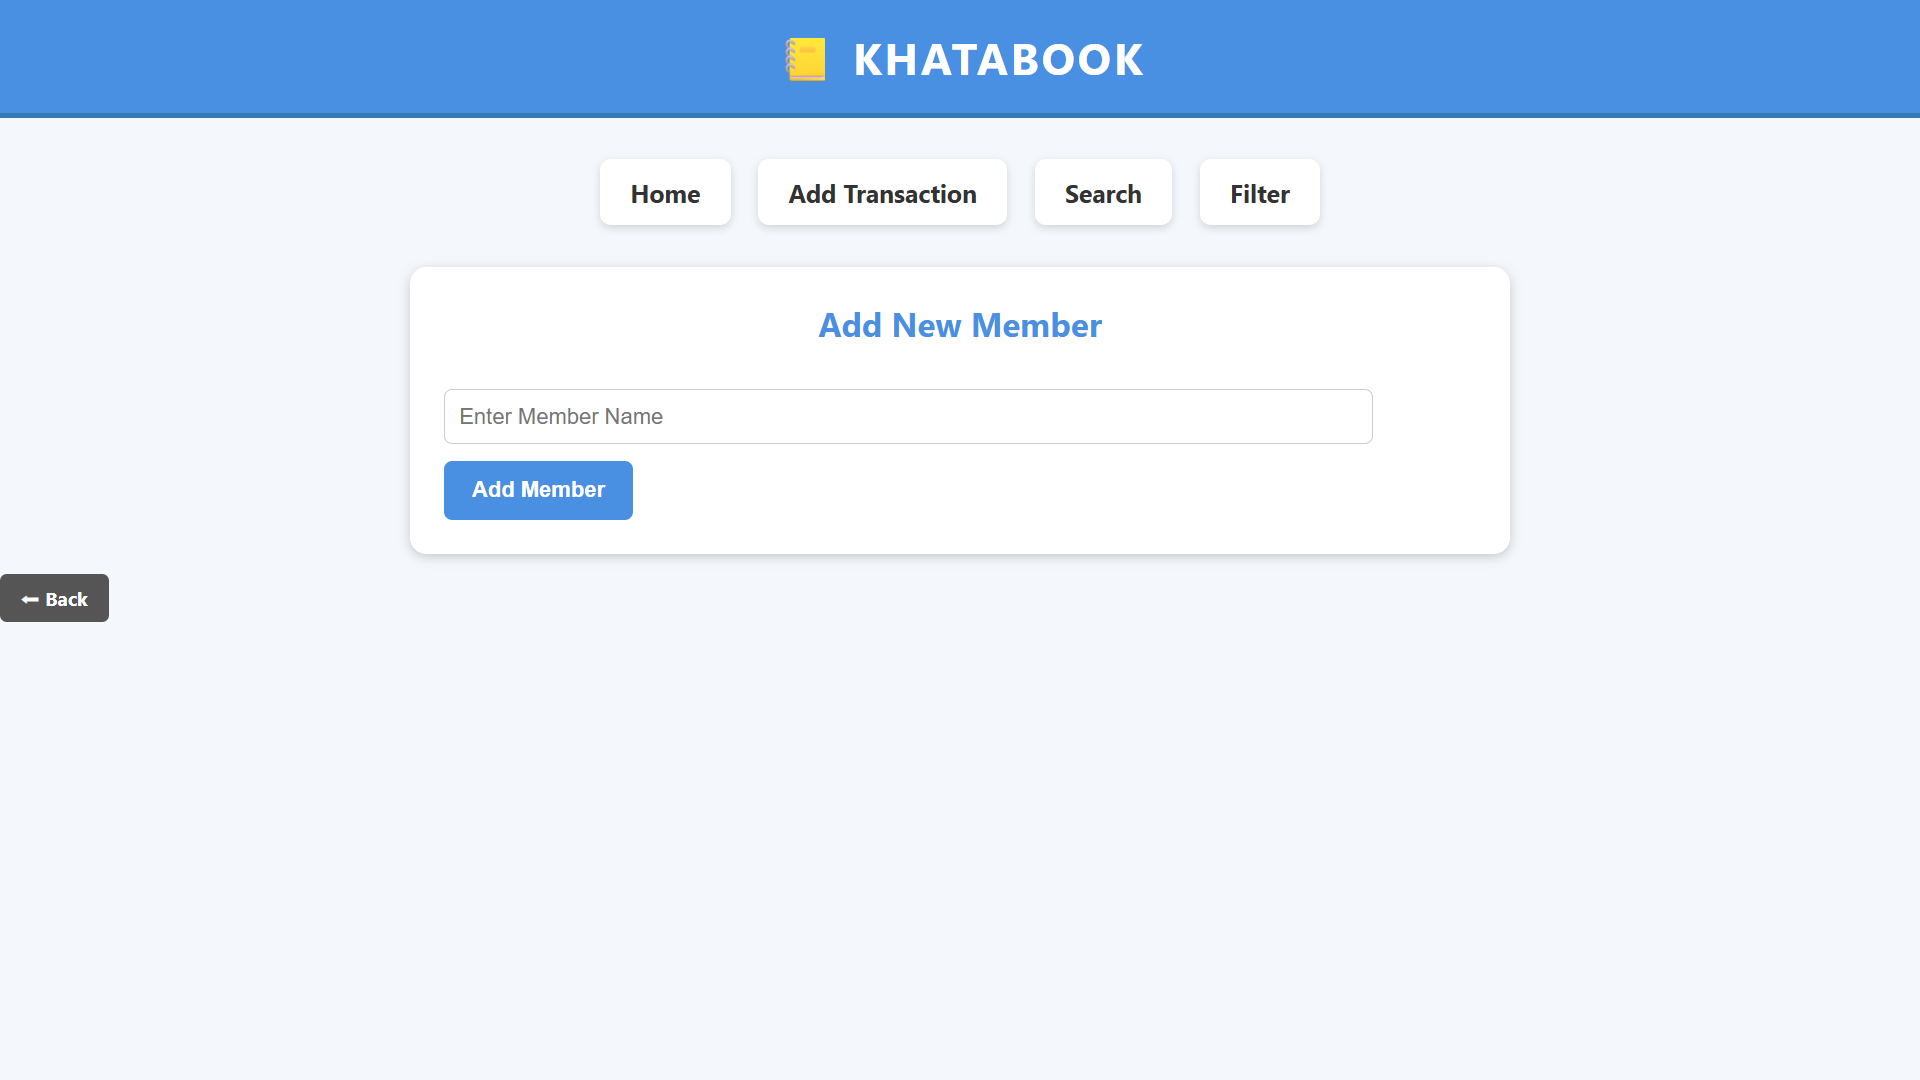 KHATABOOK
Home Add Transaction Search Filter
Add New Member
Enter Member Name
Add Member
⬅ Back